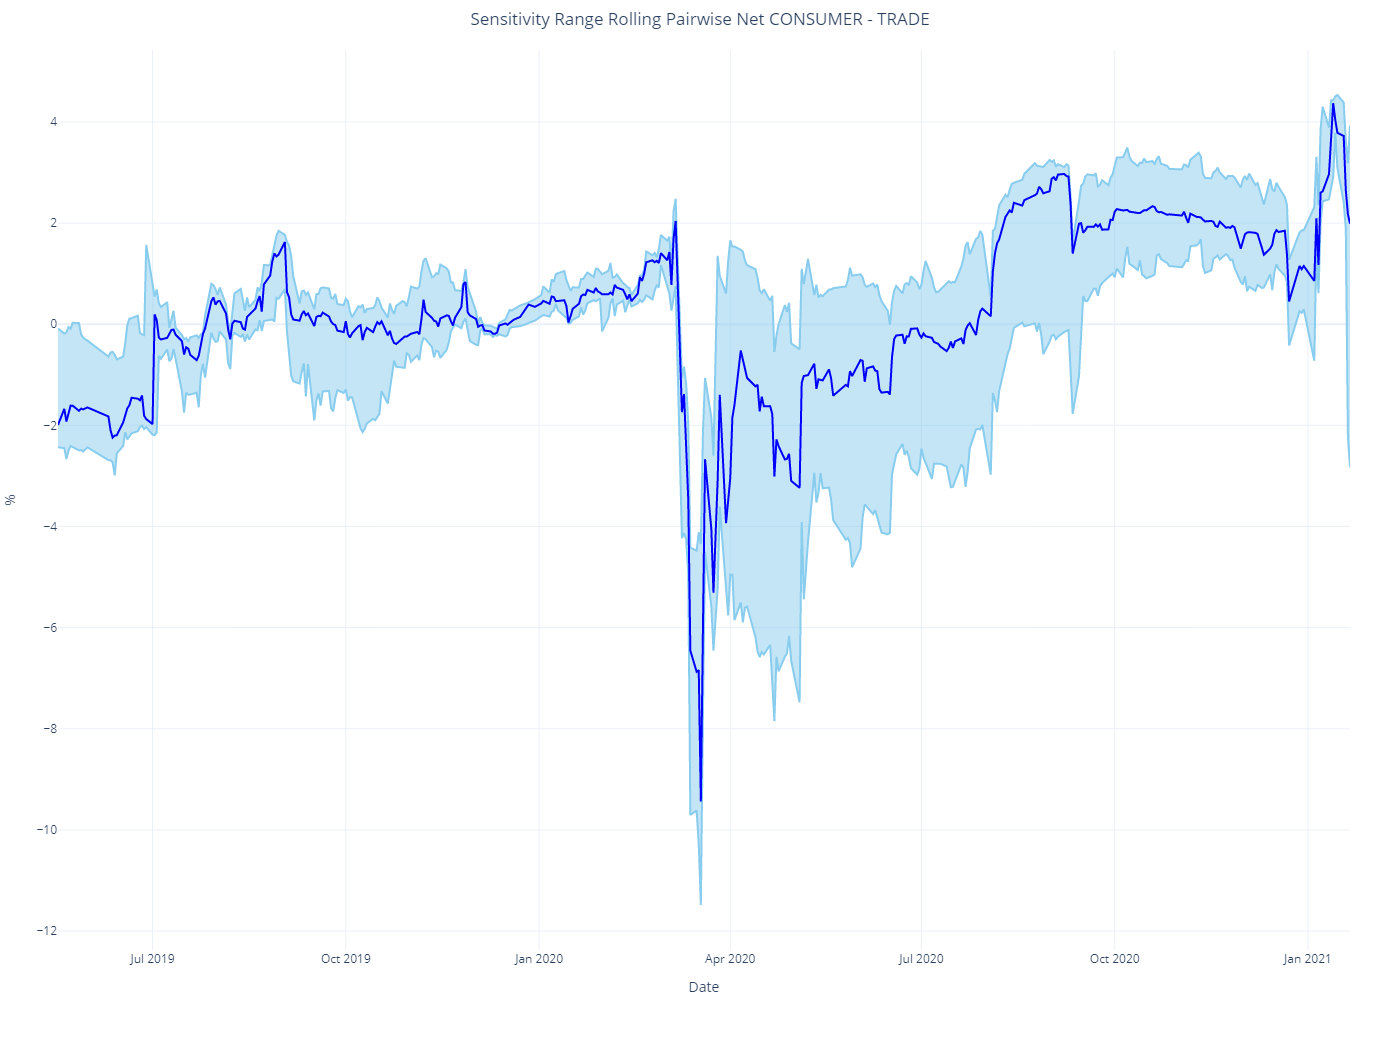 Sensitivity Range Rolling Pairwise Net CONSUMER - TRADE
4
2
0
−2
−4
−6
−8
−10
−12
%
Jul 2019
Oct 2019
Jan 2020
Apr 2020
Jul 2020
Oct 2020
Jan 2021
Date